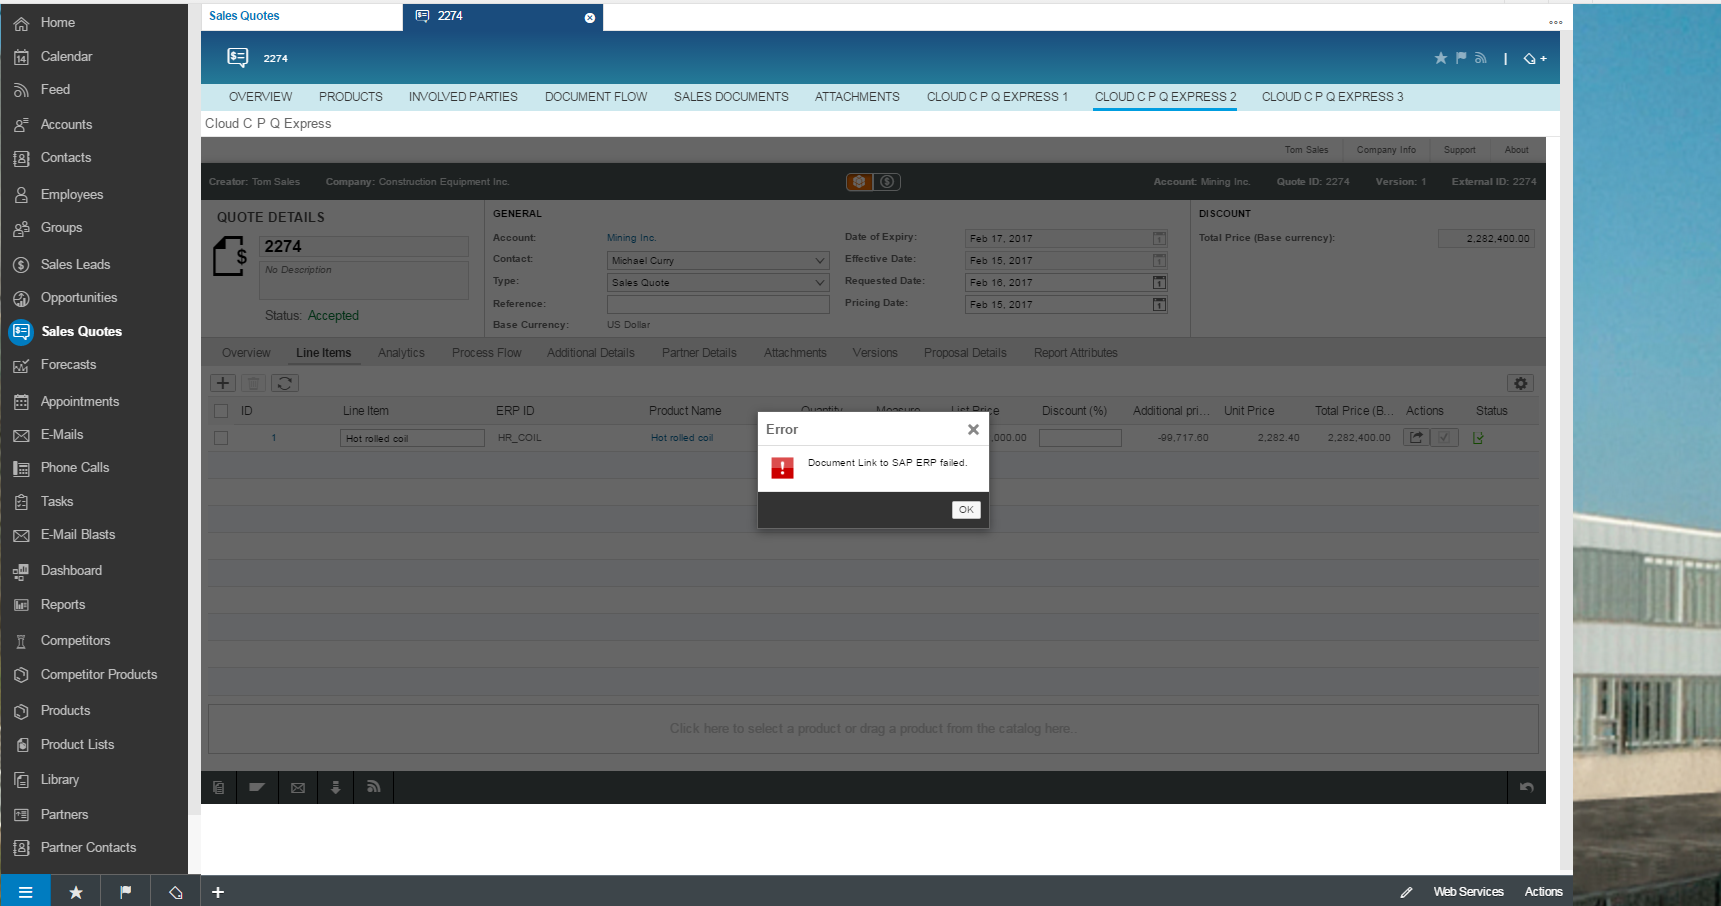 Home
Calendar
Feed
Accounts
Contacts
Employees
Groups
Sales Leads
Opportunities
Sales Quotes
Forecasts
Appointments
E-Mails
Phone Calls
Tasks
E-Mail Blasts
Dashboard
Reports
Competitors
Competitor Products
Products
Product Lists
Library
Partners
Partner Contacts
Sales Quotes 2274
2274
OVERVIEW PRODUCTS INVOLVED PARTIES DOCUMENT FLOW SALES DOCUMENTS ATTACHMENTS CLOUD C P Q EXPRESS 1 CLOUD C P Q EXPRESS 2 CLOUD C P Q EXPRESS 3
Cloud C P Q Express
Tom Sales Company Info Support About
Creator: Tom Sales Company: Construction Equipment Inc. Account: Mining Inc. Quote ID: 2274 Version: 1 External ID: 2274
QUOTE DETAILS
2274
No Description
Status: Accepted
GENERAL
Account: Mining Inc.
Contact: Michael Curry
Type: Sales Quote
Reference:
Base Currency: US Dollar
Date of Expiry: Feb 17, 2017
Effective Date: Feb 15, 2017
Requested Date: Feb 16, 2017
Pricing Date: Feb 15, 2017
DISCOUNT
Total Price (Base currency): 2,282,400.00
Overview Line Items Analytics Process Flow Additional Details Partner Details Attachments Versions Proposal Details Report Attributes
ID Line Item ERP ID Product Name Quantity Measure List Price Discount (%) Additional pri... Unit Price Total Price (B... Actions Status
1 Hot rolled coil HR_COIL Hot rolled coil ,000.00 -99,717.60 2,282.40 2,282,400.00
Error
Document Link to SAP ERP failed.
OK
Click here to select a product or drag a product from the catalog here..
Web Services Actions